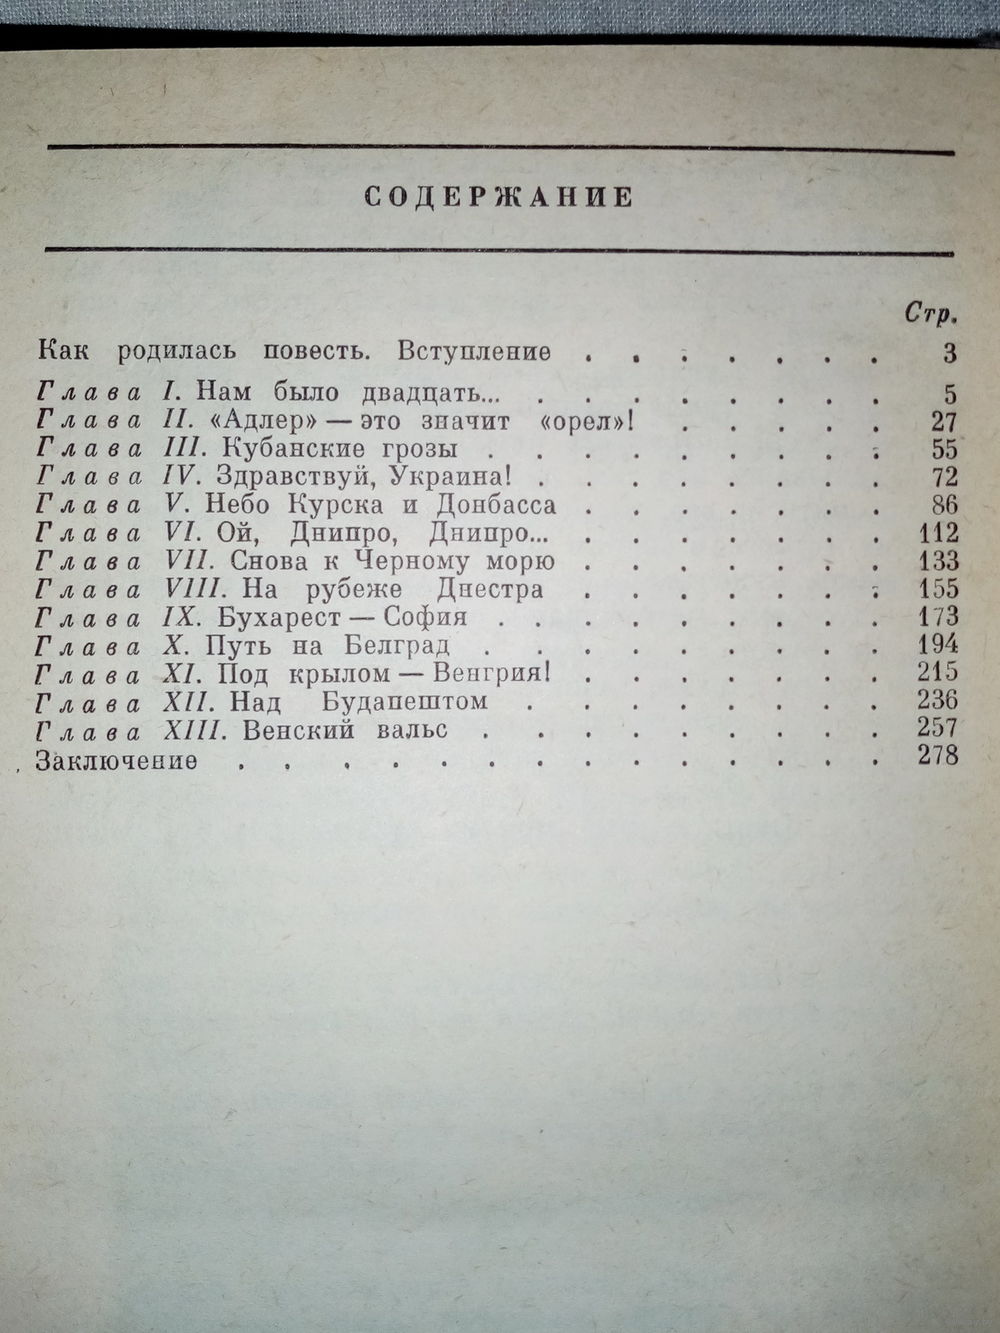 СОДЕРЖАНИЕ
Стр.
Как родилась повесть. Вступление . . . . . . . 3
Глава I. Нам было двадцать... . . . . . . . . 5
Глава II. «Адлер» — это значит «орел»! . . . . . 27
Глава III. Кубанские грозы . . . . . . . . . 55
Глава IV. Здравствуй, Украина! . . . . . . . . 72
Глава V. Небо Курска и Донбасса . . . . . . . 86
Глава VI. Ой, Днипро, Днипро... . . . . . . . 112
Глава VII. Снова к Черному морю . . . . . . . 133
Глава VIII. На рубеже Днестра . . . . . . . 155
Глава IX. Бухарест — София . . . . . . . . . 173
Глава X. Путь на Белград . . . . . . . . . 194
Глава XI. Под крылом — Венгрия! . . . . . . . 215
Глава XII. Над Будапештом . . . . . . . . 236
Глава XIII. Венский вальс . . . . . . . . . 257
Заключение . . . . . . . . . . . . . . 278